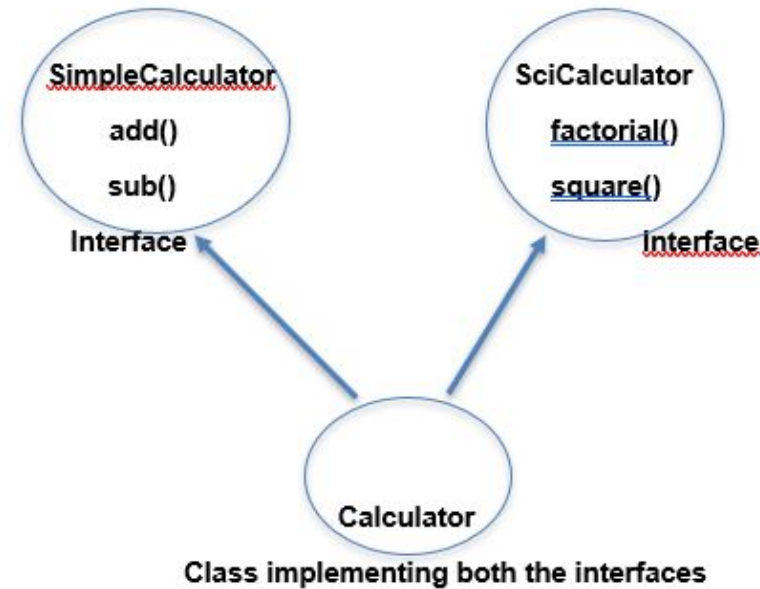 SimpleCalculator
add()
sub()
Interface
SciCalculator
factorial()
square()
interface
Calculator
Class implementing both the interfaces